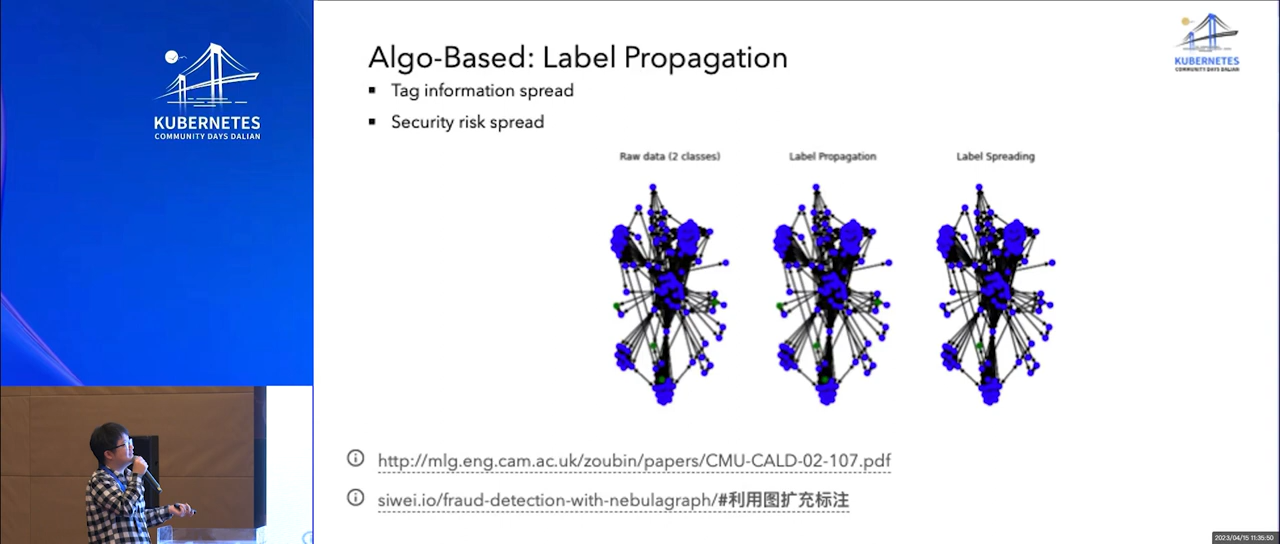 KUBERNETES
COMMUNITY DAYS DALIAN
Algo-Based: Label Propagation
KUBERNETES
COMMUNITY DAYS DALIAN
▪ Tag information spread
▪ Security risk spread
Raw data (2 classes)
Label Propagation
Label Spreading
http://mlg.eng.cam.ac.uk/zoubin/papers/CMU-CALD-02-107.pdf
siwei.io/fraud-detection-with-nebulagraph/#利用图扩充标注
2023/04/15 11:35:50